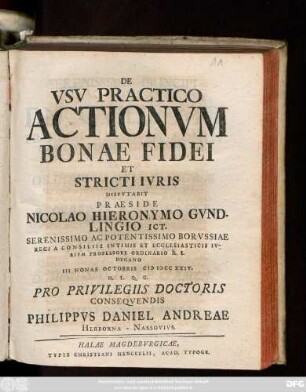 11
DE
VSV PRACTICO
ACTIONVM
BONAE FIDEI
ET
STRICTI IVRIS
DISPVTABIT
PRAESIDE
NICOLAO HIERONYMO GVND-
LINGIO ICT.
SERENISSIMO AC POTENTISSIMO BORVSSIAE
REGI A CONSILIIS INTIMIS ET ECCLESIASTICIS IV-
RIVM PROFESSORE ORDINARIO h. t.
DECANO
III NONAS OCTOBRIS
H. L. Q. C.
PRO PRIVILEGIIS DOCTORIS
CONSEQVENDIS
PHILIPPVS DANIEL ANDREAE
HERBORNA-NASSOVIVS.
HALAE MAGDEBVRGICAE,
TYPIS CHRISTIANI HENCKELII, ACAD. TYPOGR.